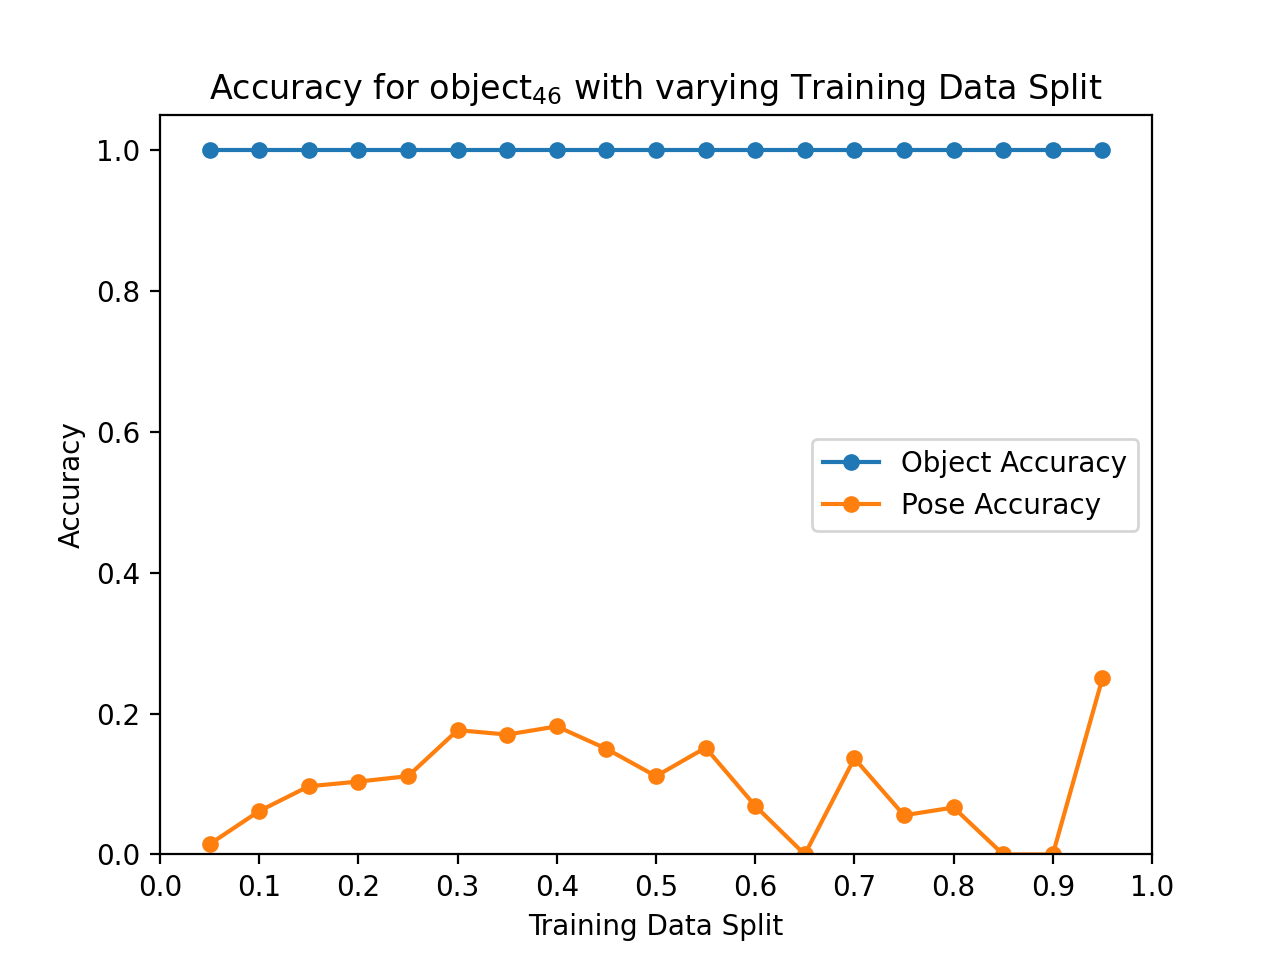 Accuracy for object₄₆ with varying Training Data Split
1.0
0.8
0.6
0.4
0.2
0.0
Accuracy
Object Accuracy
Pose Accuracy
0.0 0.1 0.2 0.3 0.4 0.5 0.6 0.7 0.8 0.9 1.0
Training Data Split